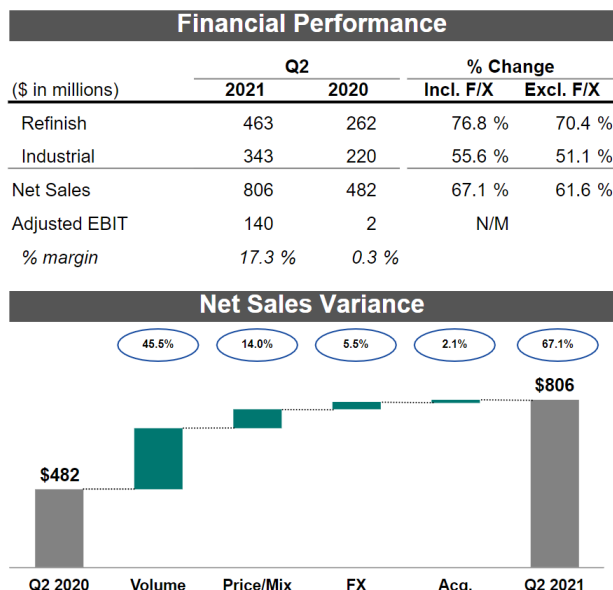 Financial Performance
Q2 % Change
($ in millions) 2021 2020 Incl. F/X Excl. F/X
Refinish 463 262 76.8 % 70.4 %
Industrial 343 220 55.6 % 51.1 %
Net Sales 806 482 67.1 % 61.6 %
Adjusted EBIT 140 2 N/M
% margin 17.3 % 0.3 %
Net Sales Variance
45.5% 14.0% 5.5% 2.1% 67.1%
$806
$482
Q2 2020 Volume Price/Mix FX Acq. Q2 2021